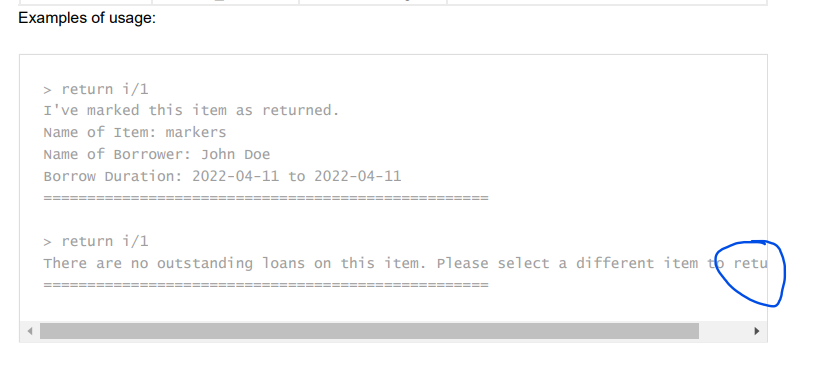 Examples of usage:
> return i/1
I've marked this item as returned.
Name of Item: markers
Name of Borrower: John Doe
Borrow Duration: 2022-04-11 to 2022-04-11
===================================================
> return i/1
There are no outstanding loans on this item. Please select a different item to retu
===================================================